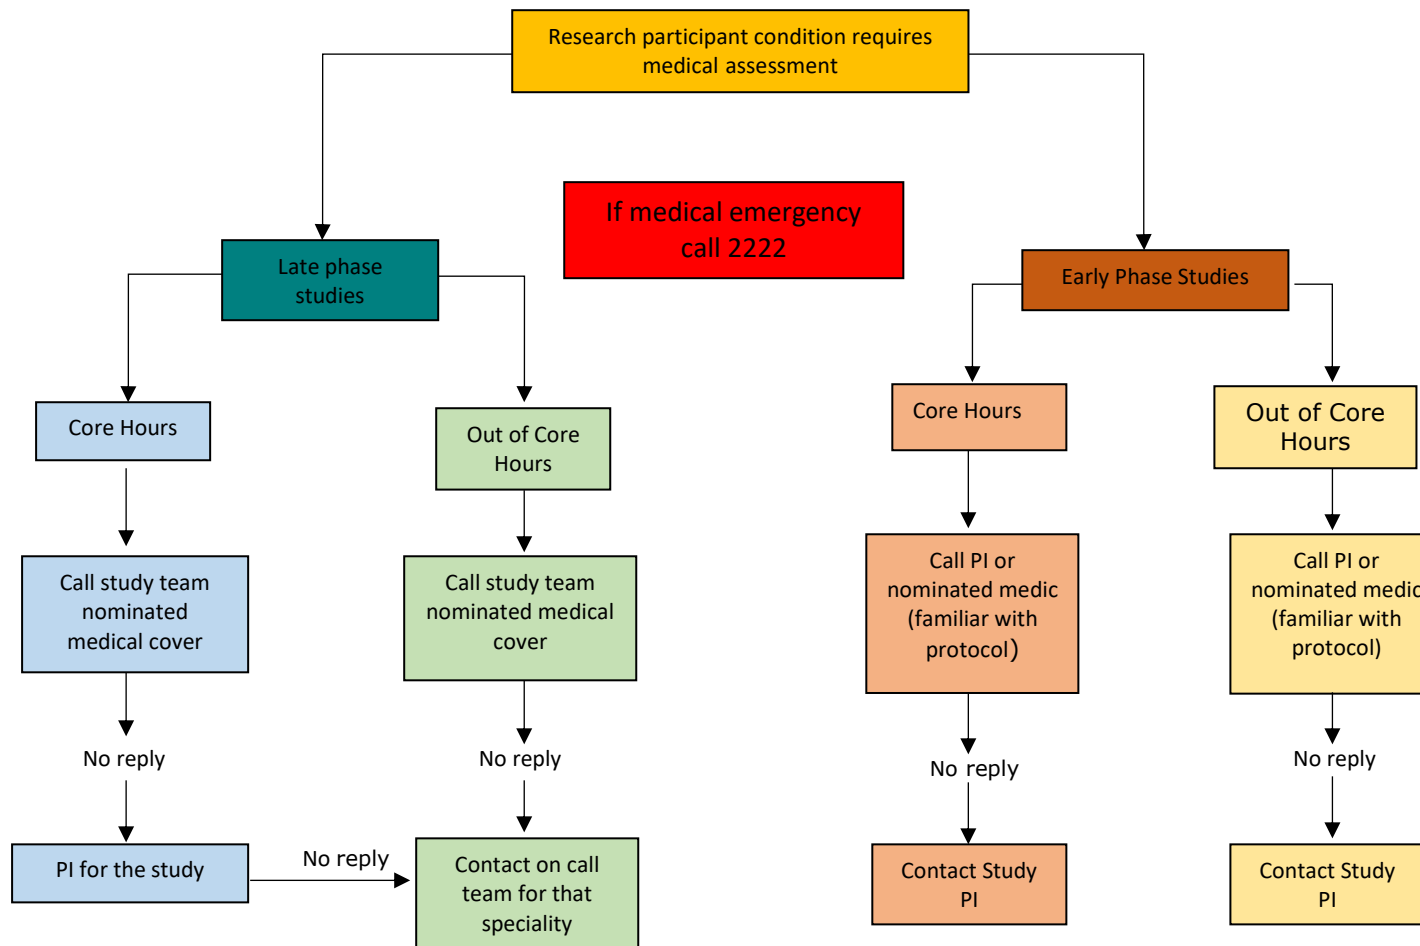 Research participant condition requires
medical assessment
If medical emergency
call 2222
Late phase
studies
Early Phase Studies
Core Hours
Out of Core
Hours
Core Hours
Out of Core
Hours
Call study team
nominated
medical cover
Call study team
nominated medical
cover
Call PI or
nominated medic
(familiar with
protocol)
Call PI or
nominated medic
(familiar with
protocol)
No reply
No reply
No reply
No reply
PI for the study
No reply
Contact on call
team for that
speciality
Contact Study
PI
Contact Study
PI